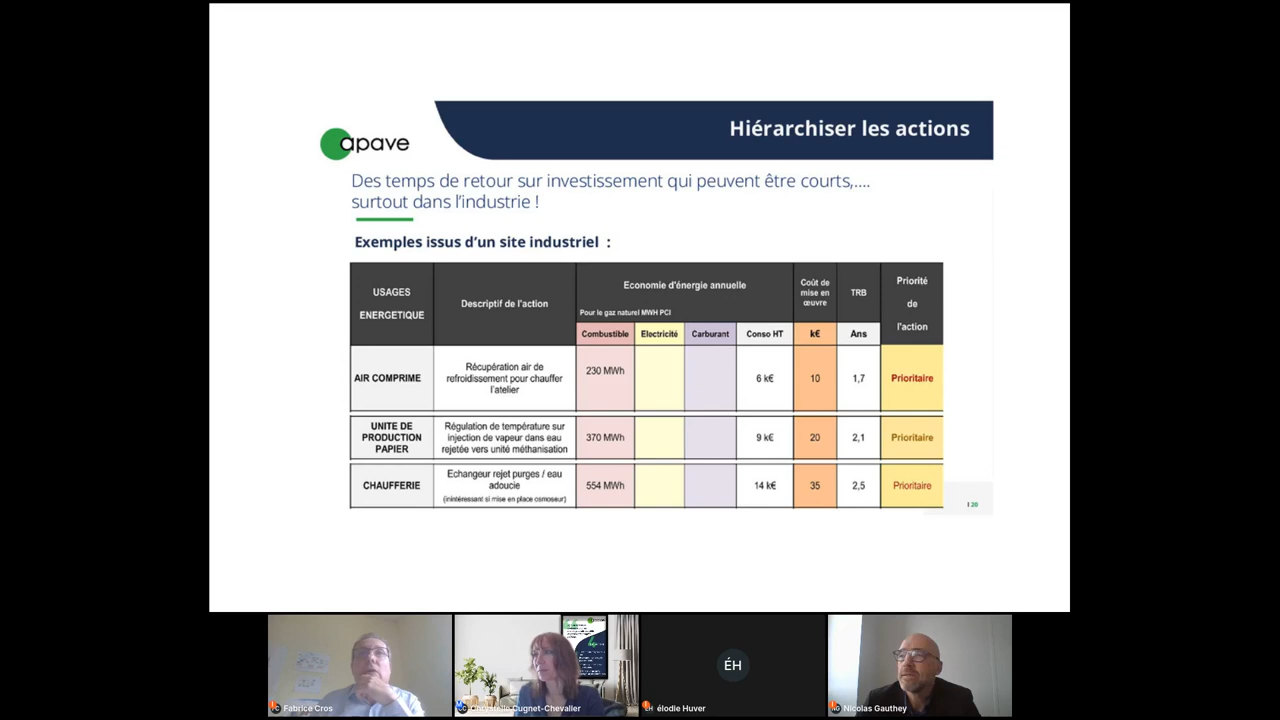 apave
Hiérarchiser les actions
Des temps de retour sur investissement qui peuvent être courts,....
surtout dans l'industrie !
Exemples issus d'un site industriel :
USAGES
ENERGETIQUE
Descriptif de l'action
Economie d'énergie annuelle
Pour le gaz naturel MWH PCI
Coût de
mise en
œuvre
TRB
Priorité
de
l'action
Combustible
Electricité
Carburant
Conso HT
k€
Ans
AIR COMPRIME
Récupération air de
refroidissement pour chauffer
l'atelier
230 MWh
6 k€
10
1,7
Prioritaire
UNITE DE
PRODUCTION
PAPIER
Régulation de température sur
injection de vapeur dans eau
rejetée vers unité méthanisation
370 MWh
9 k€
20
2,1
Prioritaire
CHAUFFERIE
Echangeur rejet purges / eau
adoucie
(inintéressant si mise en place osmoseur)
554 MWh
14 k€
35
2,5
Prioritaire
I 20
Fabrice Cros
Cugnet-Chevalier
ÉH
élodie Huver
Nicolas Gauthey